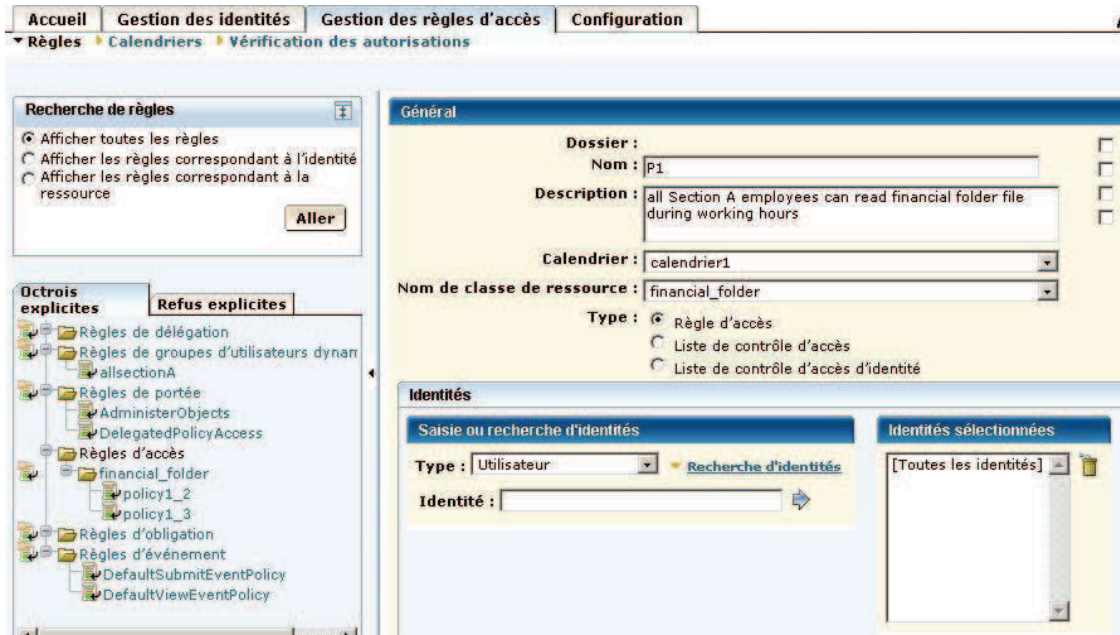 Accueil Gestion des identités Gestion des règles d'accès Configuration
Règles Calendriers Vérification des autorisations
Recherche de règles
Afficher toutes les règles
Afficher les règles correspondant à l'identité
Afficher les règles correspondant à la
ressource
Aller
Octrois
explicites
Refus explicites
Règles de délégation
Règles de groupes d'utilisateurs dynam
allsectionA
Règles de portée
AdministerObjects
DelegatedPolicyAccess
Règles d'accès
financial_folder
policy1_2
policy1_3
Règles d'obligation
Règles d'événement
DefaultSubmitEventPolicy
DefaultViewEventPolicy
Général
Dossier :
Nom : P1
Description : all Section A employees can read financial folder file
during working hours
Calendrier : calendrier1
Nom de classe de ressource : financial_folder
Type : Règle d'accès
Liste de contrôle d'accès
Liste de contrôle d'accès d'identité
Identités
Saisie ou recherche d'identités
Type : Utilisateur Recherche d'identités
Identité :
Identités sélectionnées
[Toutes les identités]